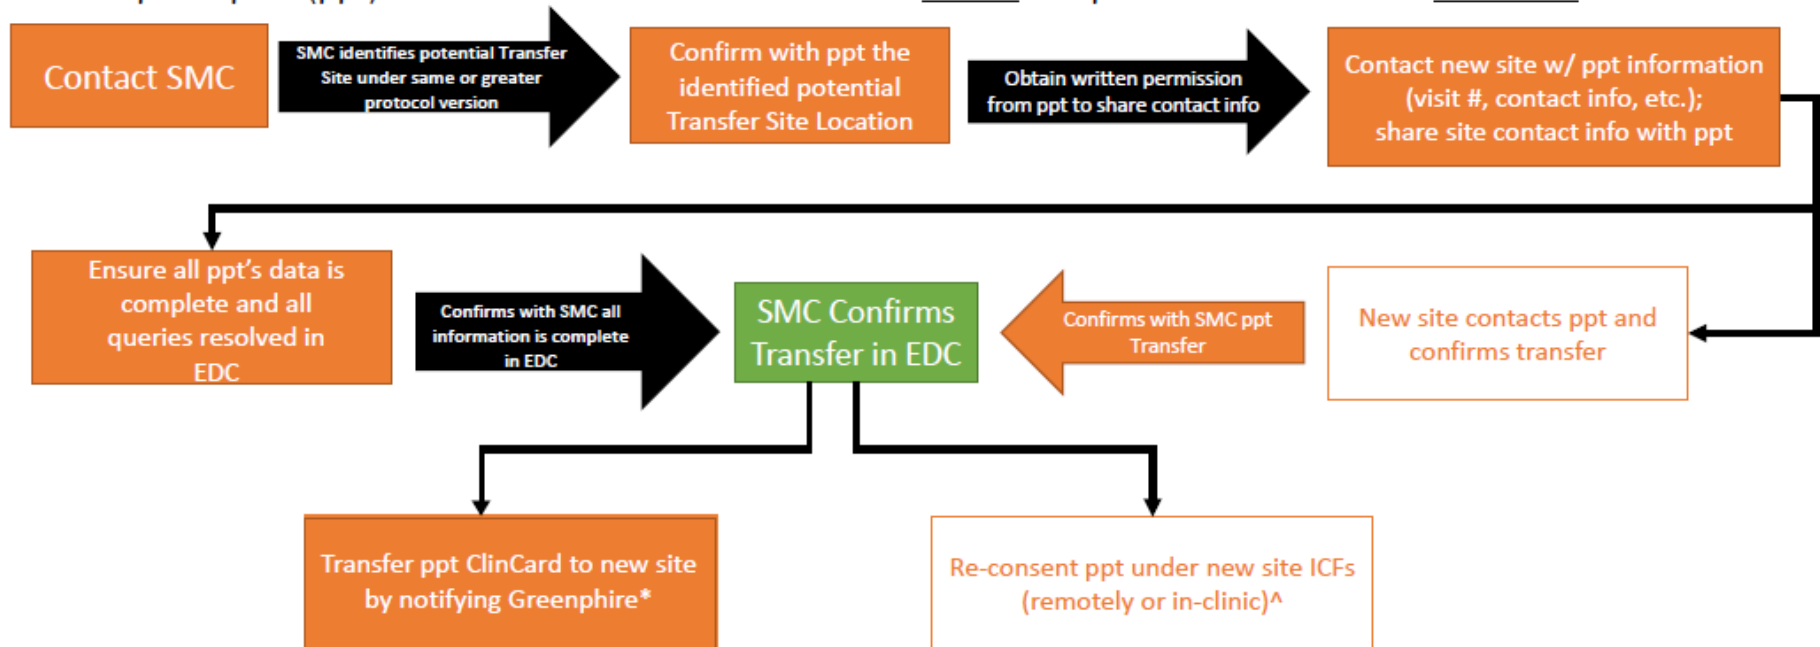 Contact SMC
SMC identifies potential Transfer
Site under same or greater
protocol version
Confirm with ppt the
identified potential
Transfer Site Location
Obtain written permission
from ppt to share contact info
Contact new site w/ ppt information
(visit #, contact info, etc.);
share site contact info with ppt
Ensure all ppt's data is
complete and all
queries resolved in
EDC
Confirms with SMC all
information is complete
in EDC
SMC Confirms
Transfer in EDC
Confirms with SMC ppt
Transfer
New site contacts ppt and
confirms transfer
Transfer ppt ClinCard to new site
by notifying Greenphire*
Re-consent ppt under new site ICFs
(remotely or in-clinic)^